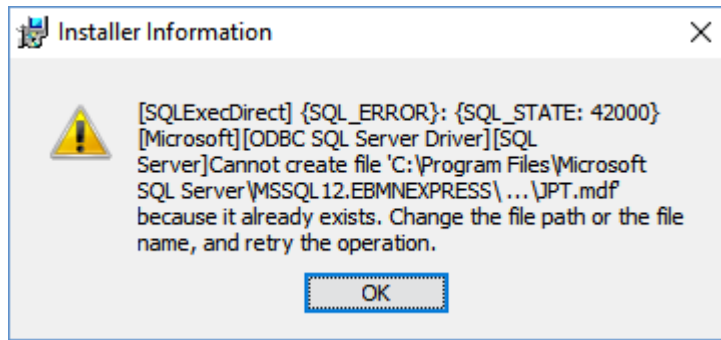 Installer Information
[SQLExecDirect] {SQL_ERROR}: {SQL_STATE: 42000}
[Microsoft][ODBC SQL Server Driver][SQL
Server]Cannot create file 'C:\Program Files\Microsoft
SQL Server\MSSQL12.EBMNEXPRESS\ ...\JPT.mdf'
because it already exists. Change the file path or the file
name, and retry the operation.
OK